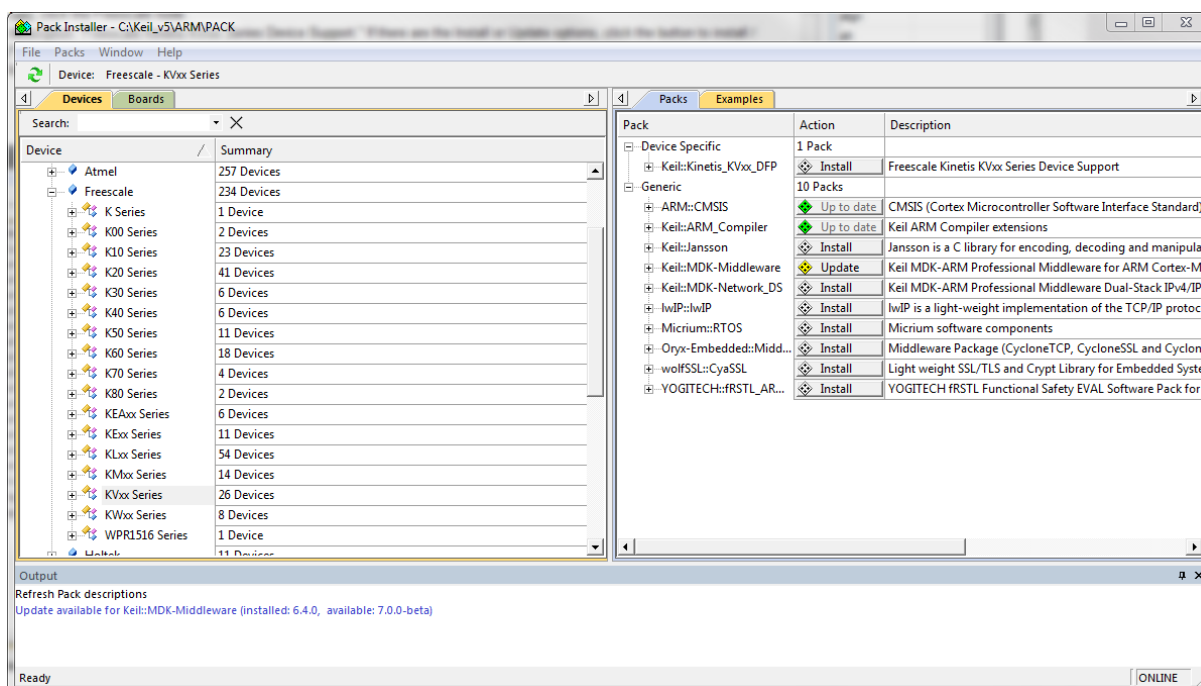 Pack Installer - C:\Keil_v5\ARM\PACK
File Packs Window Help
Device: Freescale - KVxx Series
Devices Boards
Search:
Device Summary
Atmel 257 Devices
Freescale 234 Devices
K Series 1 Device
K00 Series 2 Devices
K10 Series 23 Devices
K20 Series 41 Devices
K30 Series 6 Devices
K40 Series 6 Devices
K50 Series 11 Devices
K60 Series 18 Devices
K70 Series 4 Devices
K80 Series 2 Devices
KEAxx Series 6 Devices
KExx Series 11 Devices
KLxx Series 54 Devices
KMxx Series 14 Devices
KVxx Series 26 Devices
KWxx Series 8 Devices
WPR1516 Series 1 Device
Holtek 11 Devices
Packs Examples
Pack Action Description
Device Specific 1 Pack
Keil::Kinetis_KVxx_DFP Install Freescale Kinetis KVxx Series Device Support
Generic 10 Packs
ARM::CMSIS Up to date CMSIS (Cortex Microcontroller Software Interface Standard)
Keil::ARM_Compiler Up to date Keil ARM Compiler extensions
Keil::Jansson Install Jansson is a C library for encoding, decoding and manipula
Keil::MDK-Middleware Update Keil MDK-ARM Professional Middleware for ARM Cortex-M
Keil::MDK-Network_DS Install Keil MDK-ARM Professional Middleware Dual-Stack IPv4/IP
lwIP::lwIP Install lwIP is a light-weight implementation of the TCP/IP protoc
Micrium::RTOS Install Micrium software components
Oryx-Embedded::Midd... Install Middleware Package (CycloneTCP, CycloneSSL and Cyclon
wolfSSL::CyaSSL Install Light weight SSL/TLS and Crypt Library for Embedded Syste
YOGITECH::fRSTL_AR... Install YOGITECH fRSTL Functional Safety EVAL Software Pack for
Output
Refresh Pack descriptions
Update available for Keil::MDK-Middleware (installed: 6.4.0, available: 7.0.0-beta)
Ready ONLINE